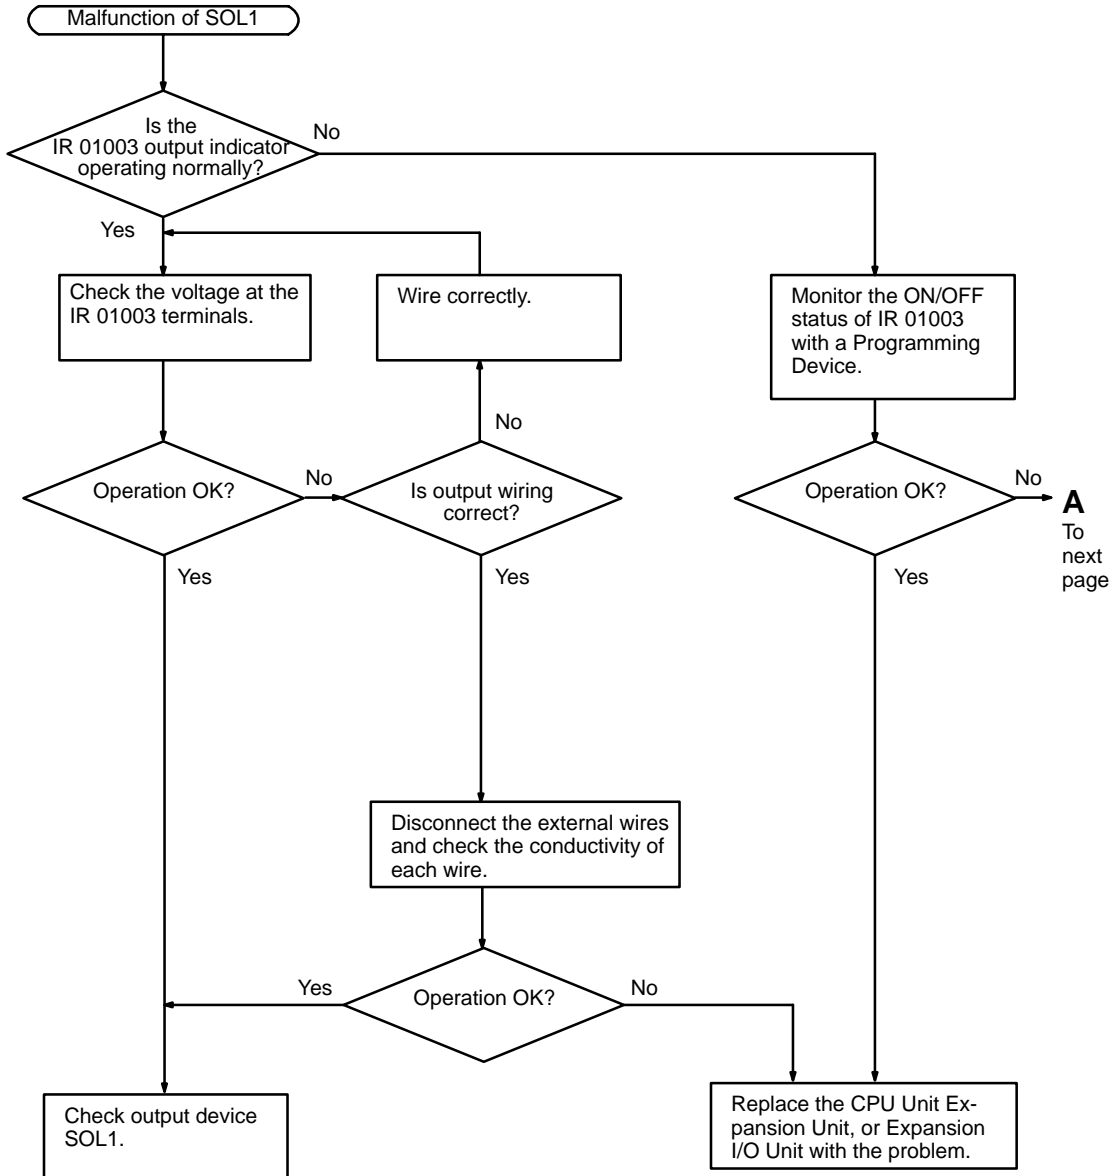 Malfunction of SOL1
Is the
IR 01003 output indicator
operating normally?
No
Yes
Check the voltage at the
IR 01003 terminals.
Wire correctly.
Monitor the ON/OFF
status of IR 01003
with a Programming
Device.
No
Operation OK?
No
Is output wiring
correct?
Operation OK?
No
A
To
next
page
Yes
Yes
Yes
Disconnect the external wires
and check the conductivity of
each wire.
Yes
Operation OK?
No
Check output device
SOL1.
Replace the CPU Unit Ex-
pansion Unit, or Expansion
I/O Unit with the problem.